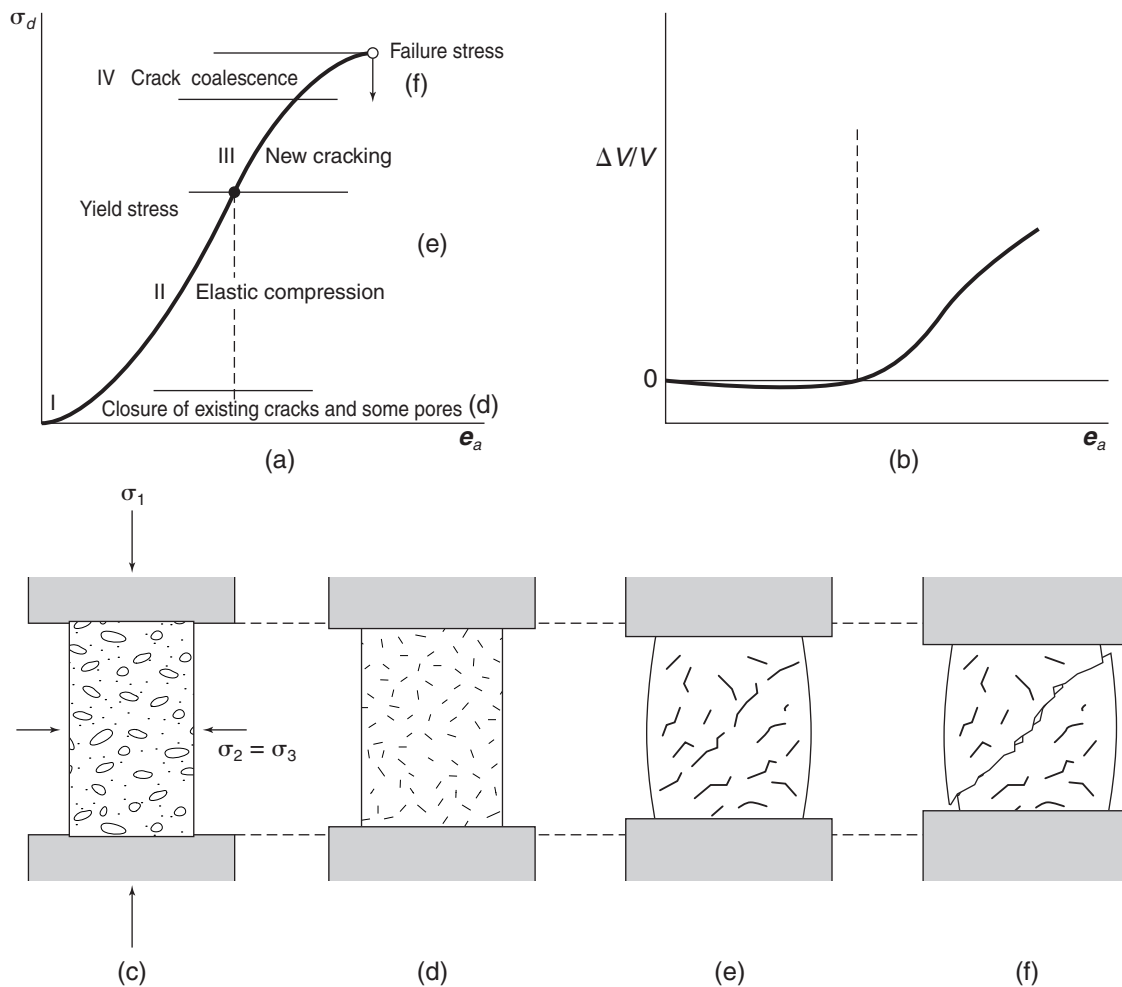 σd
Failure stress
IV Crack coalescence
(f)
III New cracking
Yield stress
(e)
II Elastic compression
I
Closure of existing cracks and some pores (d)
ea
(a)
ΔV/V
0
ea
(b)
σ1
σ2 = σ3
(c)
(d)
(e)
(f)